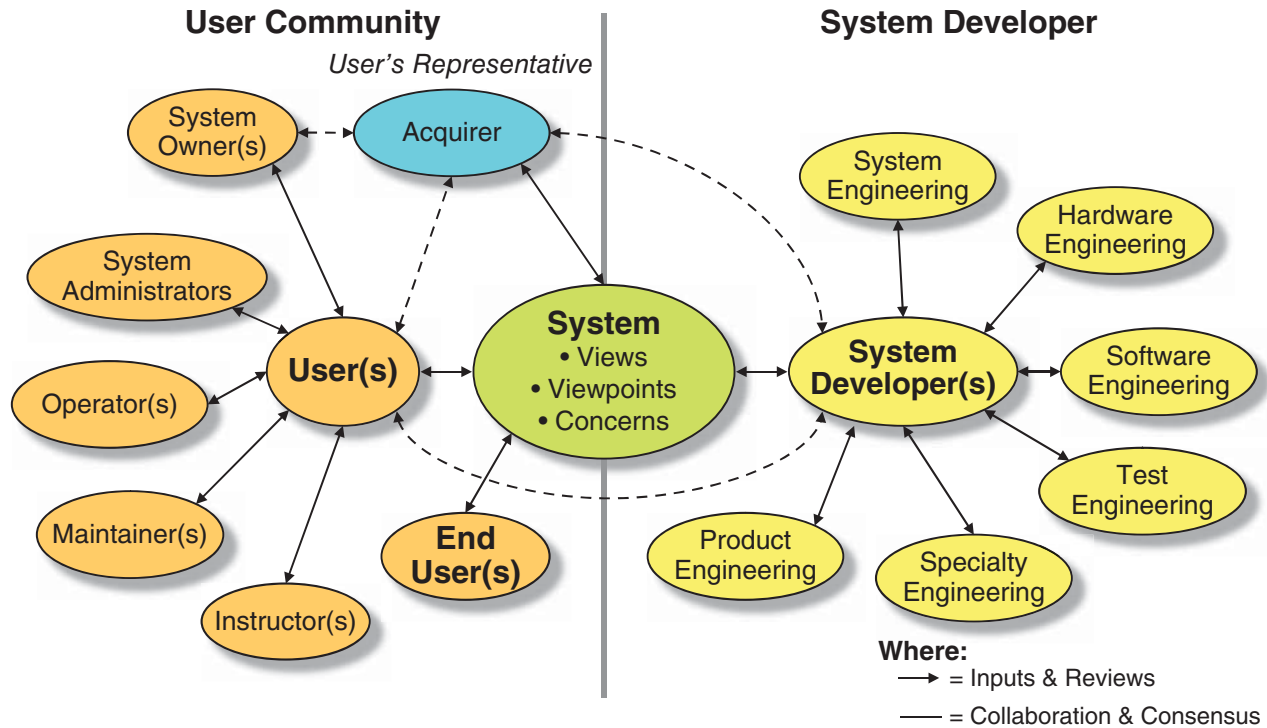 User Community
System Developer
User's Representative
System
Owner(s)
Acquirer
System
Engineering
Hardware
Engineering
System
Administrators
System
• Views
• Viewpoints
• Concerns
User(s)
System
Developer(s)
Software
Engineering
Operator(s)
Test
Engineering
Maintainer(s)
End
User(s)
Product
Engineering
Specialty
Engineering
Instructor(s)
Where:
= Inputs & Reviews
= Collaboration & Consensus